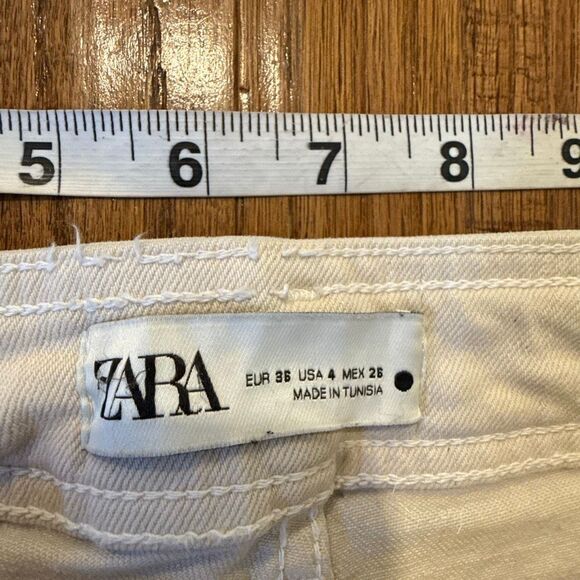 5 6 7 8 9
ZARA
EUR 36 USA 4 MEX 26
MADE IN TUNISIA